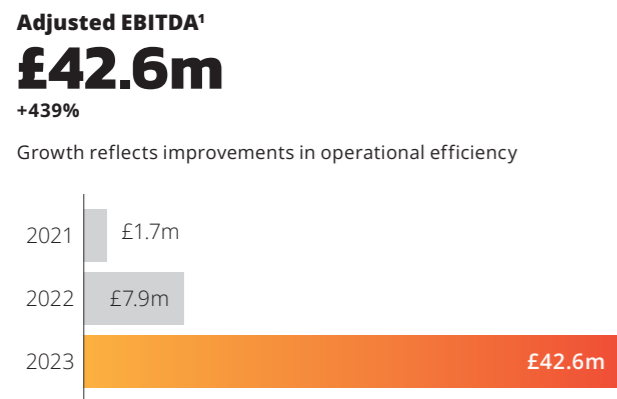 Adjusted EBITDA¹
£42.6m
+439%
Growth reflects improvements in operational efficiency
2021 £1.7m
2022 £7.9m
2023 £42.6m